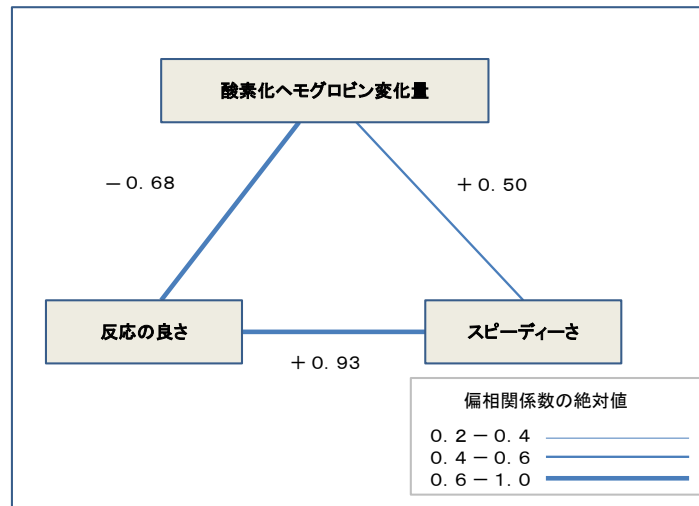 酸素化ヘモグロビン変化量
－0.68
＋0.50
反応の良さ
スピーディーさ
＋0.93
偏相関係数の絶対値
0.2－0.4
0.4－0.6
0.6－1.0